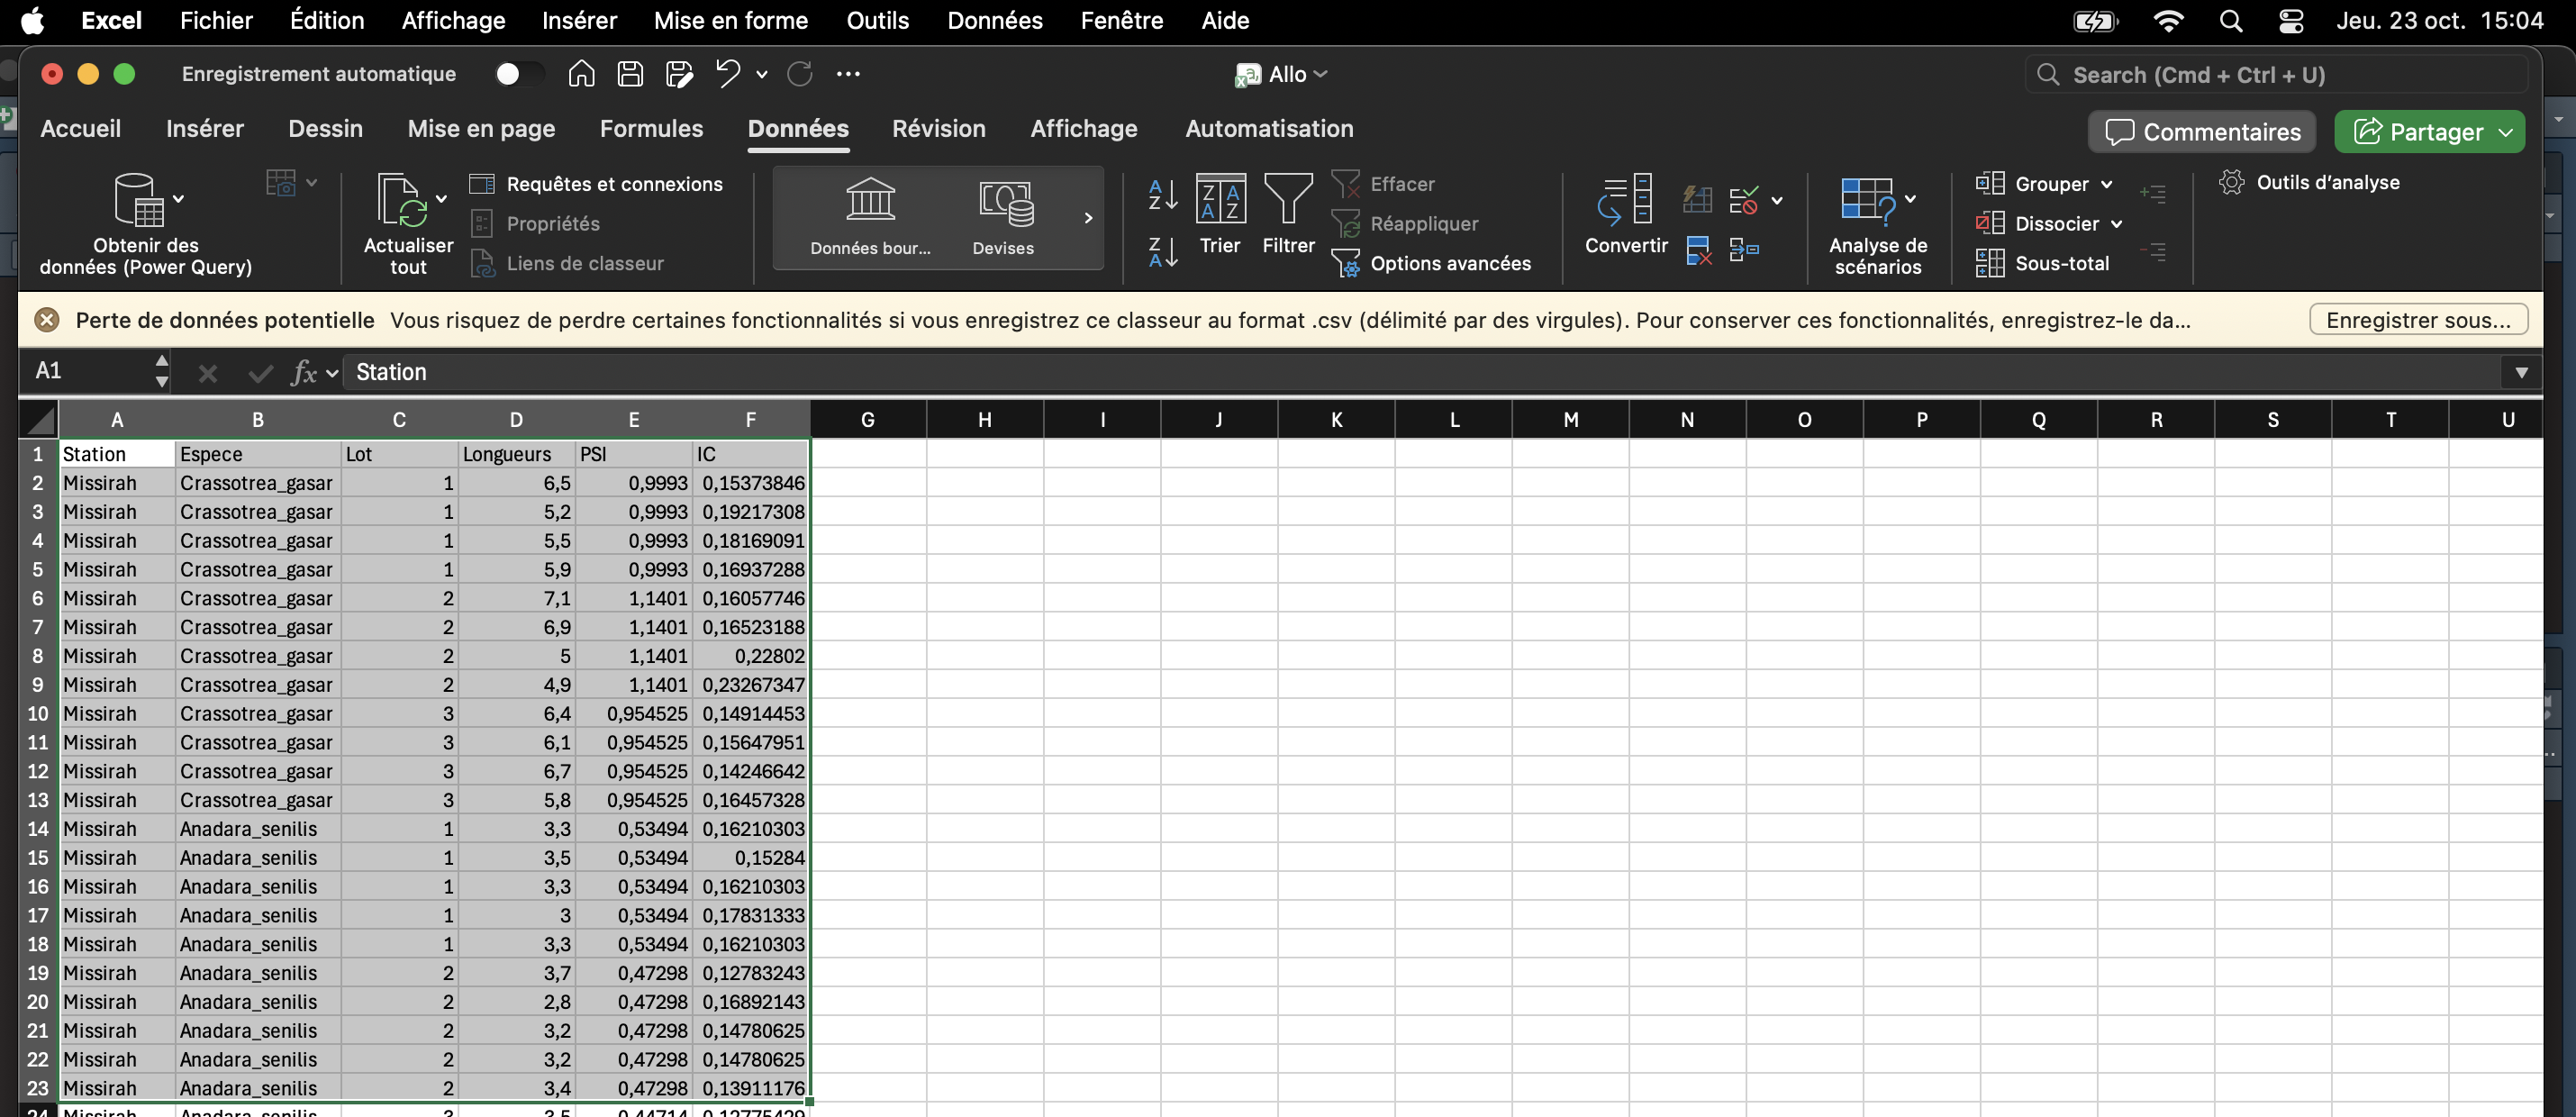 Excel Fichier Édition Affichage Insérer Mise en forme Outils Données Fenêtre Aide Jeu. 23 oct. 15:04
Enregistrement automatique Allo Search (Cmd + Ctrl + U)
Accueil Insérer Dessin Mise en page Formules Données Révision Affichage Automatisation Commentaires Partager
Obtenir des données (Power Query)
Actualiser tout
Requêtes et connexions
Propriétés
Liens de classeur
Données bour... Devises
Trier Filtrer
Effacer
Réappliquer
Options avancées
Convertir
Analyse de scénarios
Grouper
Dissocier
Sous-total
Outils d’analyse
Perte de données potentielle Vous risquez de perdre certaines fonctionnalités si vous enregistrez ce classeur au format .csv (délimité par des virgules). Pour conserver ces fonctionnalités, enregistrez-le da... Enregistrer sous...
A1 fx Station
A B C D E F G H I J K L M N O P Q R S T U
1 Station Espece Lot Longueurs PSI IC
2 Missirah Crassotrea_gasar 1 6,5 0,9993 0,15373846
3 Missirah Crassotrea_gasar 1 5,2 0,9993 0,19217308
4 Missirah Crassotrea_gasar 1 5,5 0,9993 0,18169091
5 Missirah Crassotrea_gasar 1 5,9 0,9993 0,16937288
6 Missirah Crassotrea_gasar 2 7,1 1,1401 0,16057746
7 Missirah Crassotrea_gasar 2 6,9 1,1401 0,16523188
8 Missirah Crassotrea_gasar 2 5 1,1401 0,22802
9 Missirah Crassotrea_gasar 2 4,9 1,1401 0,23267347
10 Missirah Crassotrea_gasar 3 6,4 0,954525 0,14914453
11 Missirah Crassotrea_gasar 3 6,1 0,954525 0,15647951
12 Missirah Crassotrea_gasar 3 6,7 0,954525 0,14246642
13 Missirah Crassotrea_gasar 3 5,8 0,954525 0,16457328
14 Missirah Anadara_senilis 1 3,3 0,53494 0,16210303
15 Missirah Anadara_senilis 1 3,5 0,53494 0,15284
16 Missirah Anadara_senilis 1 3,3 0,53494 0,16210303
17 Missirah Anadara_senilis 1 3 0,53494 0,17831333
18 Missirah Anadara_senilis 1 3,3 0,53494 0,16210303
19 Missirah Anadara_senilis 2 3,7 0,47298 0,12783243
20 Missirah Anadara_senilis 2 2,8 0,47298 0,16892143
21 Missirah Anadara_senilis 2 3,2 0,47298 0,14780625
22 Missirah Anadara_senilis 2 3,2 0,47298 0,14780625
23 Missirah Anadara_senilis 2 3,4 0,47298 0,13911176
24 Missirah Anadara_senilis 3 3,5 0,44714 0,12775429